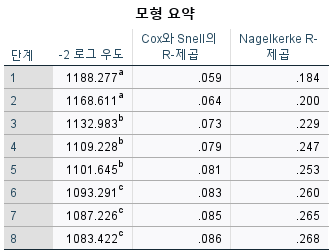 모형 요약
단계 -2 로그 우도 Cox와 Snell의 R-제곱 Nagelkerke R-제곱
1 1188.277a .059 .184
2 1168.611a .064 .200
3 1132.983b .073 .229
4 1109.228b .079 .247
5 1101.645b .081 .253
6 1093.291c .083 .260
7 1087.226c .085 .265
8 1083.422c .086 .268